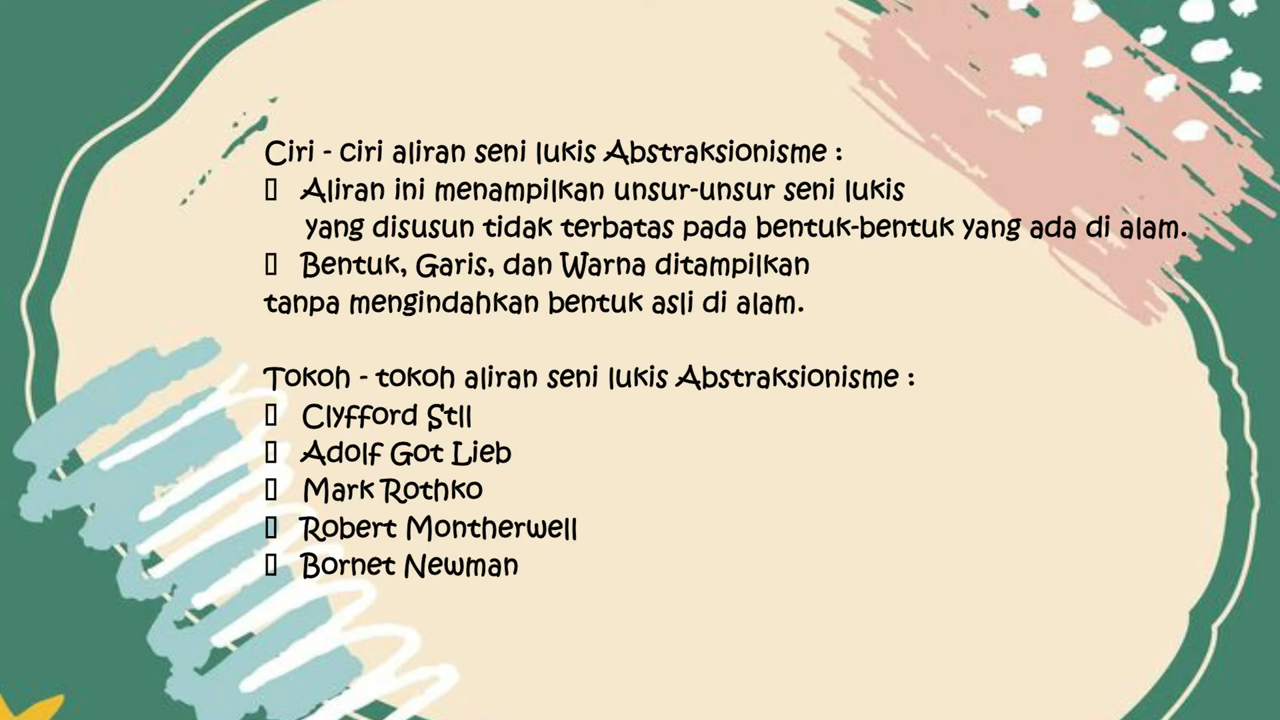 Ciri - ciri aliran seni lukis Abstraksionisme :
▯ Aliran ini menampilkan unsur-unsur seni lukis
yang disusun tidak terbatas pada bentuk-bentuk yang ada di alam.
▯ Bentuk, Garis, dan Warna ditampilkan
tanpa mengindahkan bentuk asli di alam.
Tokoh - tokoh aliran seni lukis Abstraksionisme :
▯ Clyfford Stll
▯ Adolf Got Lieb
▯ Mark Rothko
▯ Robert Montherwell
▯ Bornet Newman